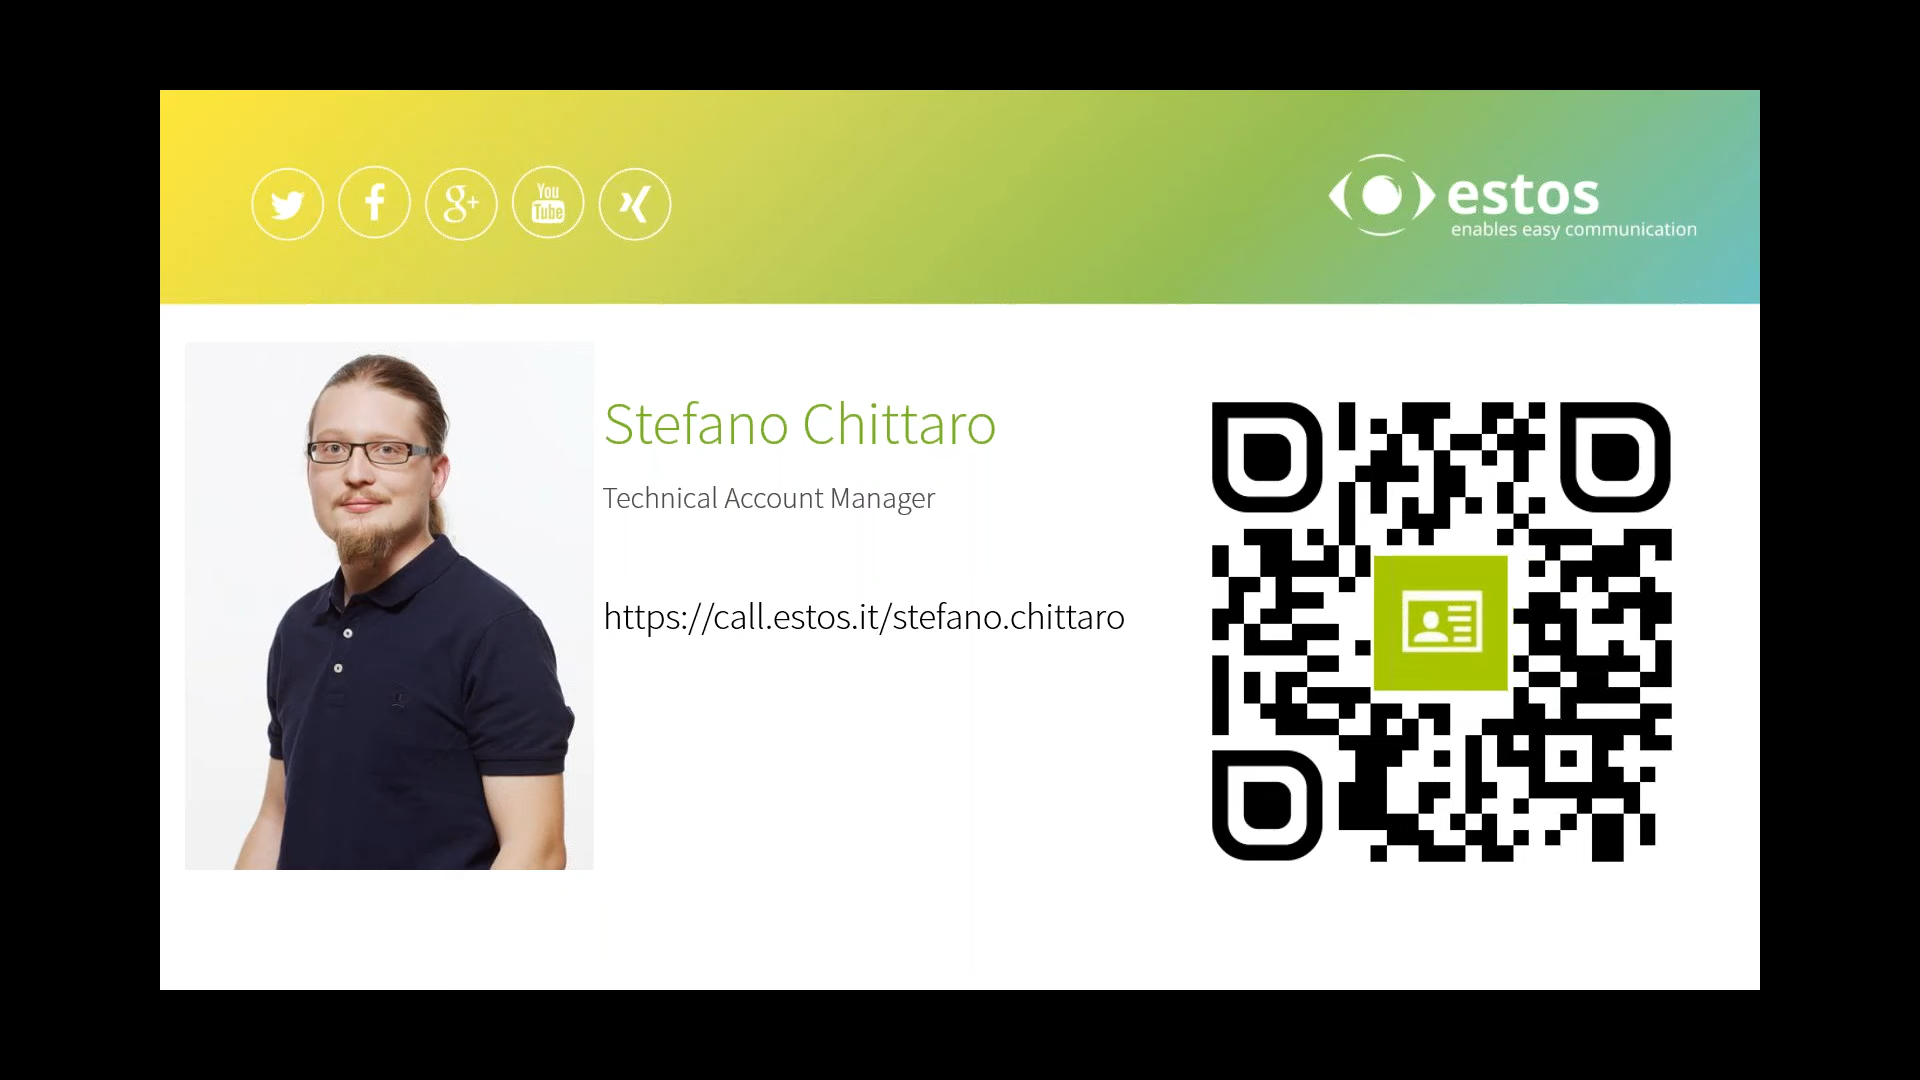 g+
You
Tube
estos
enables easy communication
Stefano Chittaro
Technical Account Manager
https://call.estos.it/stefano.chittaro